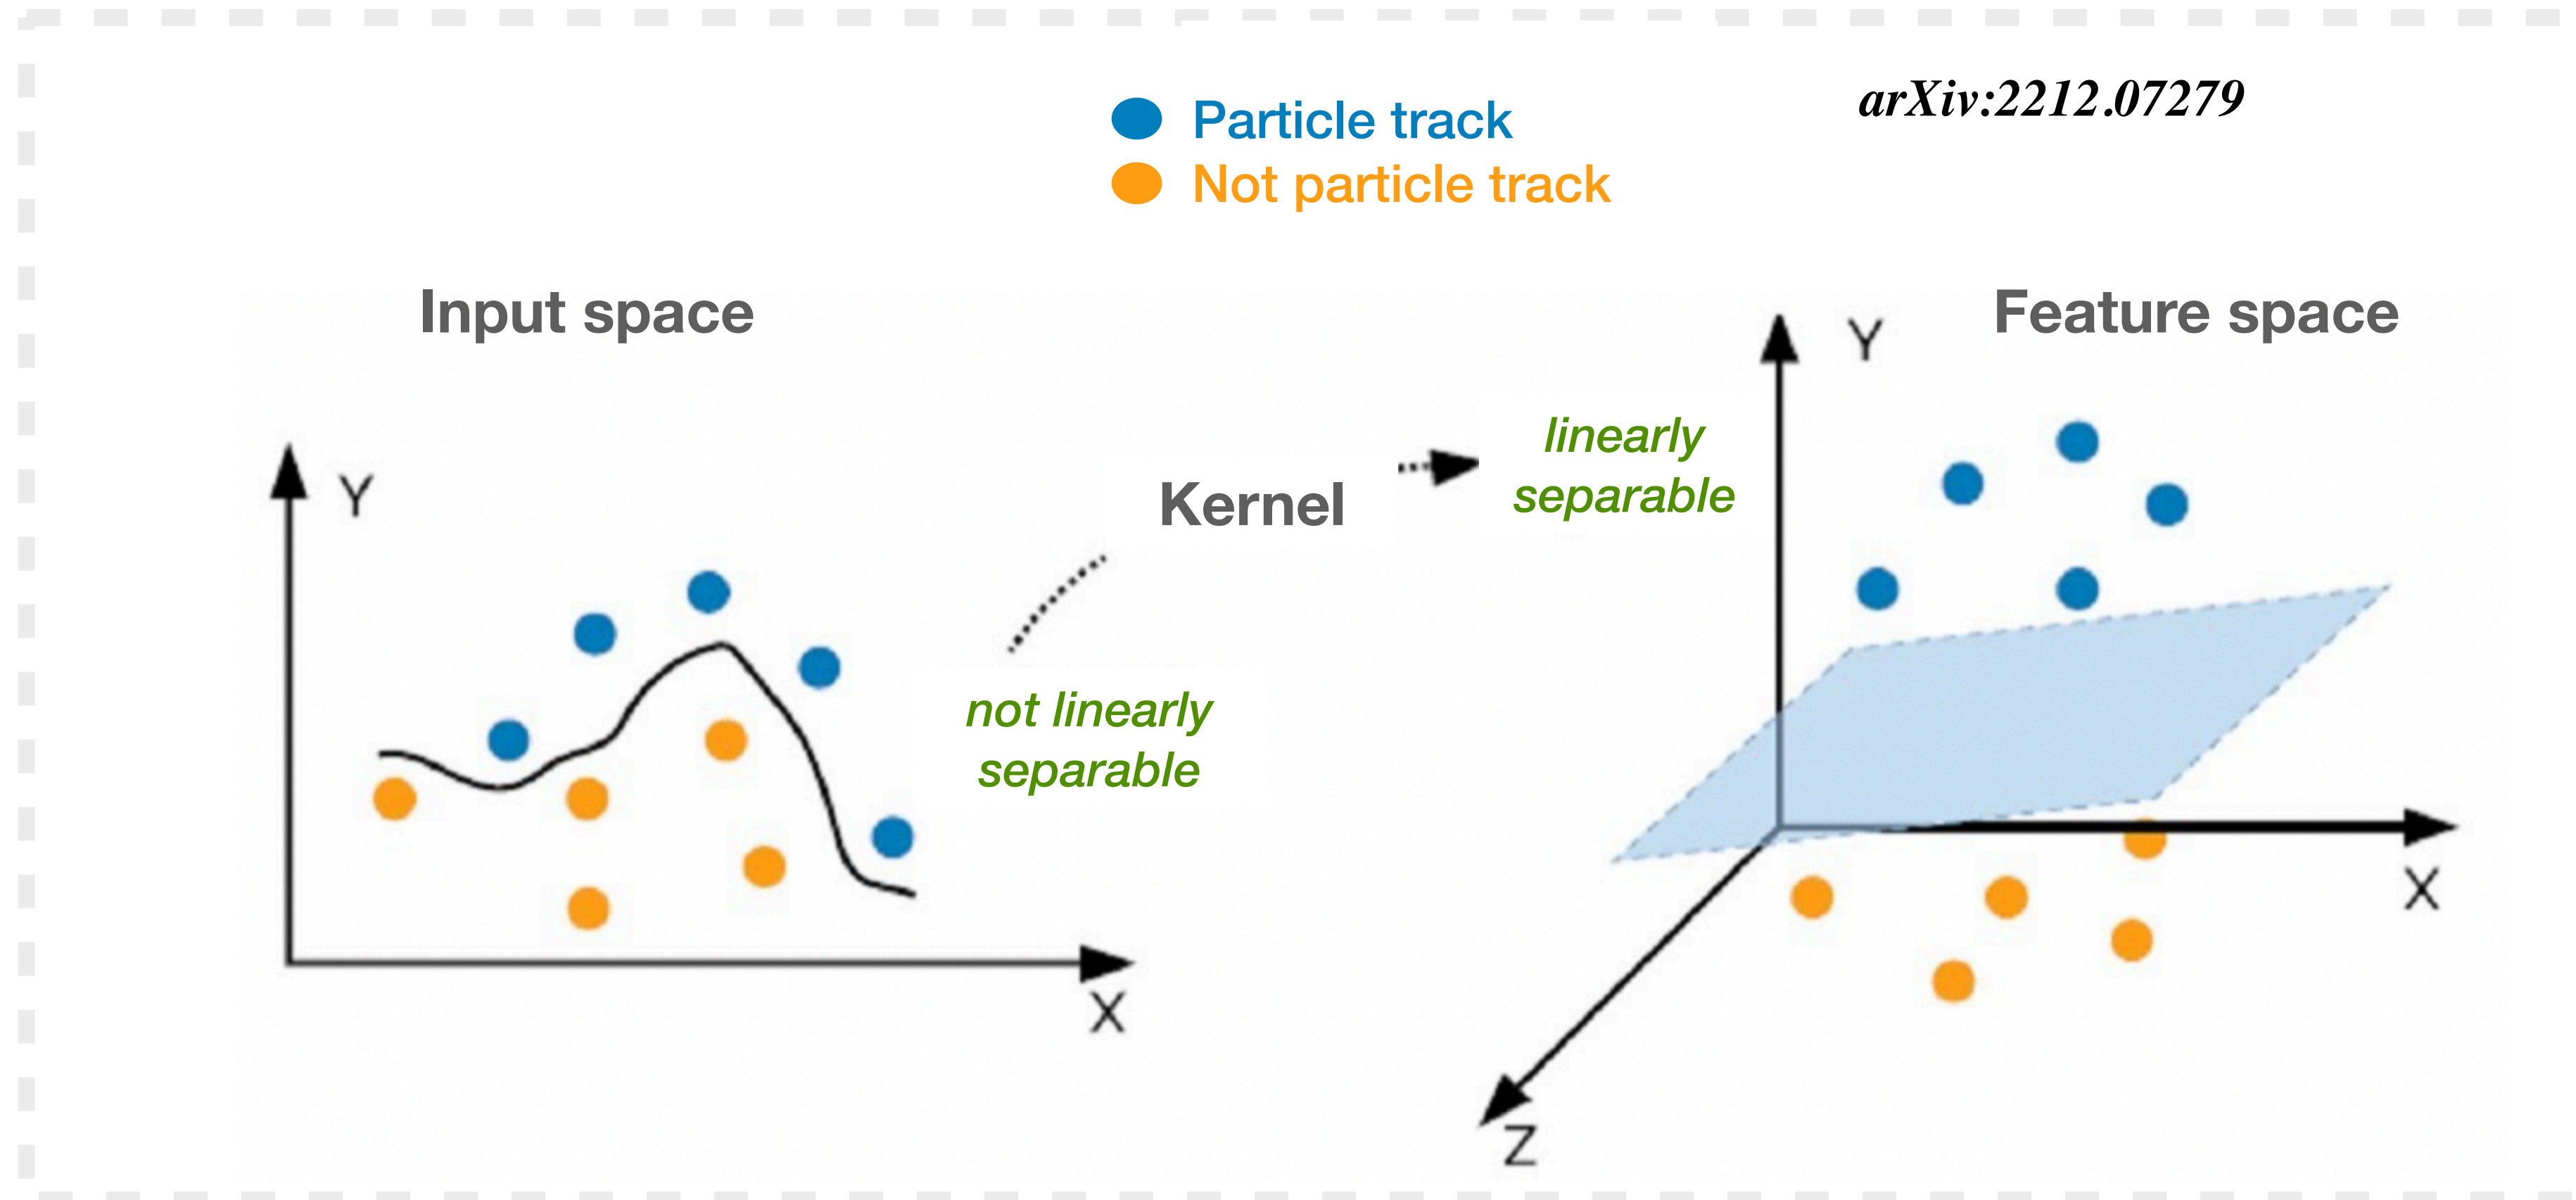 arXiv:2212.07279
Particle track
Not particle track
Input space
Feature space
Y
Y
linearly
separable
Kernel
not linearly
separable
X
X
Z